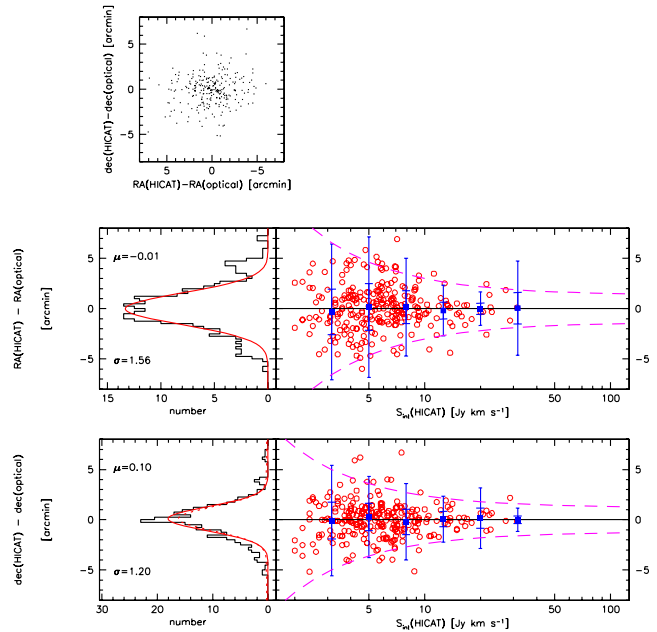 dec(HICAT)−dec(optical) [arcmin]
5
0
−5
5 0 −5
RA(HICAT)−RA(optical) [arcmin]
RA(HICAT) − RA(optical)
[arcmin]
μ=−0.01
σ=1.56
5
0
−5
5
0
−5
15 10 5 0
number
5 10 50 100
S_int(HICAT) [Jy km s⁻¹]
dec(HICAT) − dec(optical)
[arcmin]
μ=0.10
σ=1.20
5
0
−5
5
0
−5
30 20 10 0
number
5 10 50 100
S_int(HICAT) [Jy km s⁻¹]